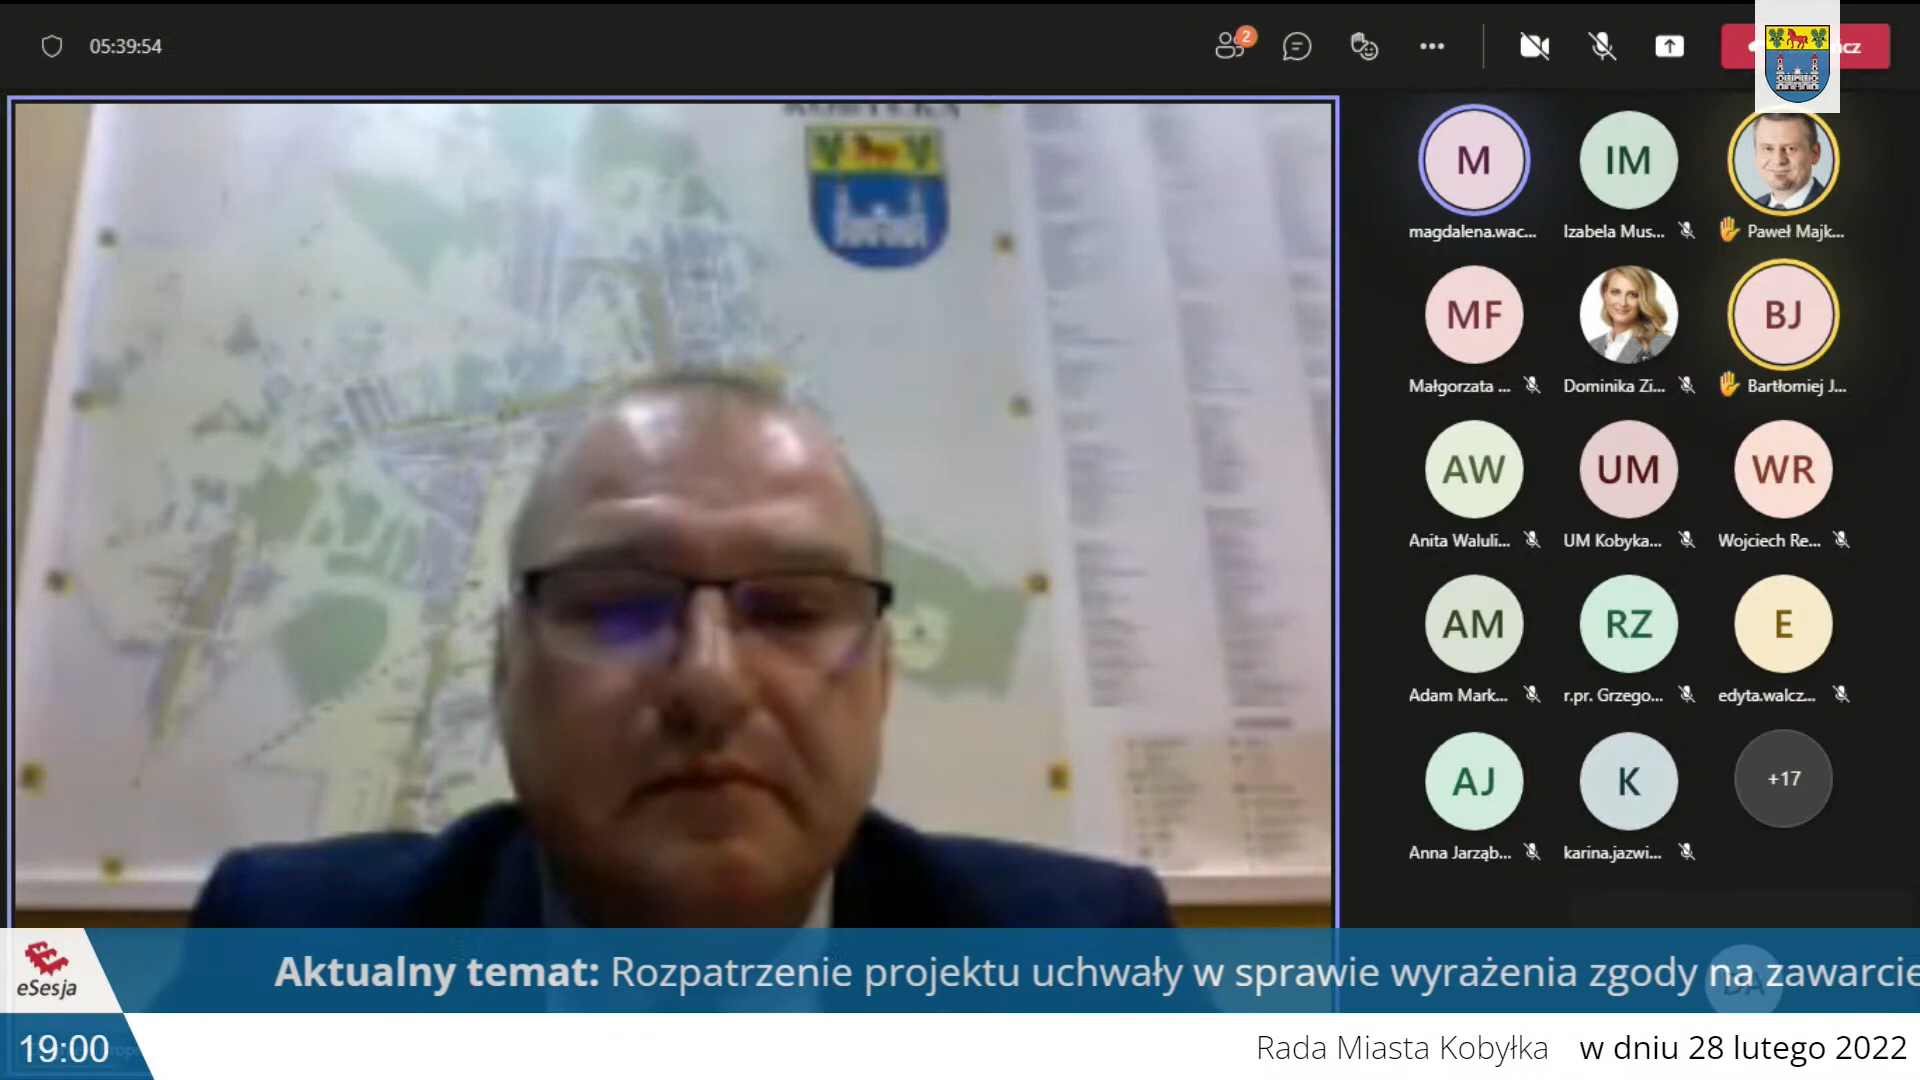 05:39:54
2
cz
magdalena.wac...
M
IM
Izabela Mus...
Paweł Majk...
MF
Małgorzata ...
Dominika Zi...
BJ
Bartłomiej J...
AW
Anita Waluli...
UM
UM Kobyka...
WR
Wojciech Re...
AM
Adam Mark...
RZ
r.pr. Grzego...
E
edyta.walcz...
AJ
Anna Jarząb...
K
karina.jazwi...
+17
eSesja
Aktualny temat: Rozpatrzenie projektu uchwały w sprawie wyrażenia zgody na zawarcie
19:00
Rada Miasta Kobyłka w dniu 28 lutego 2022